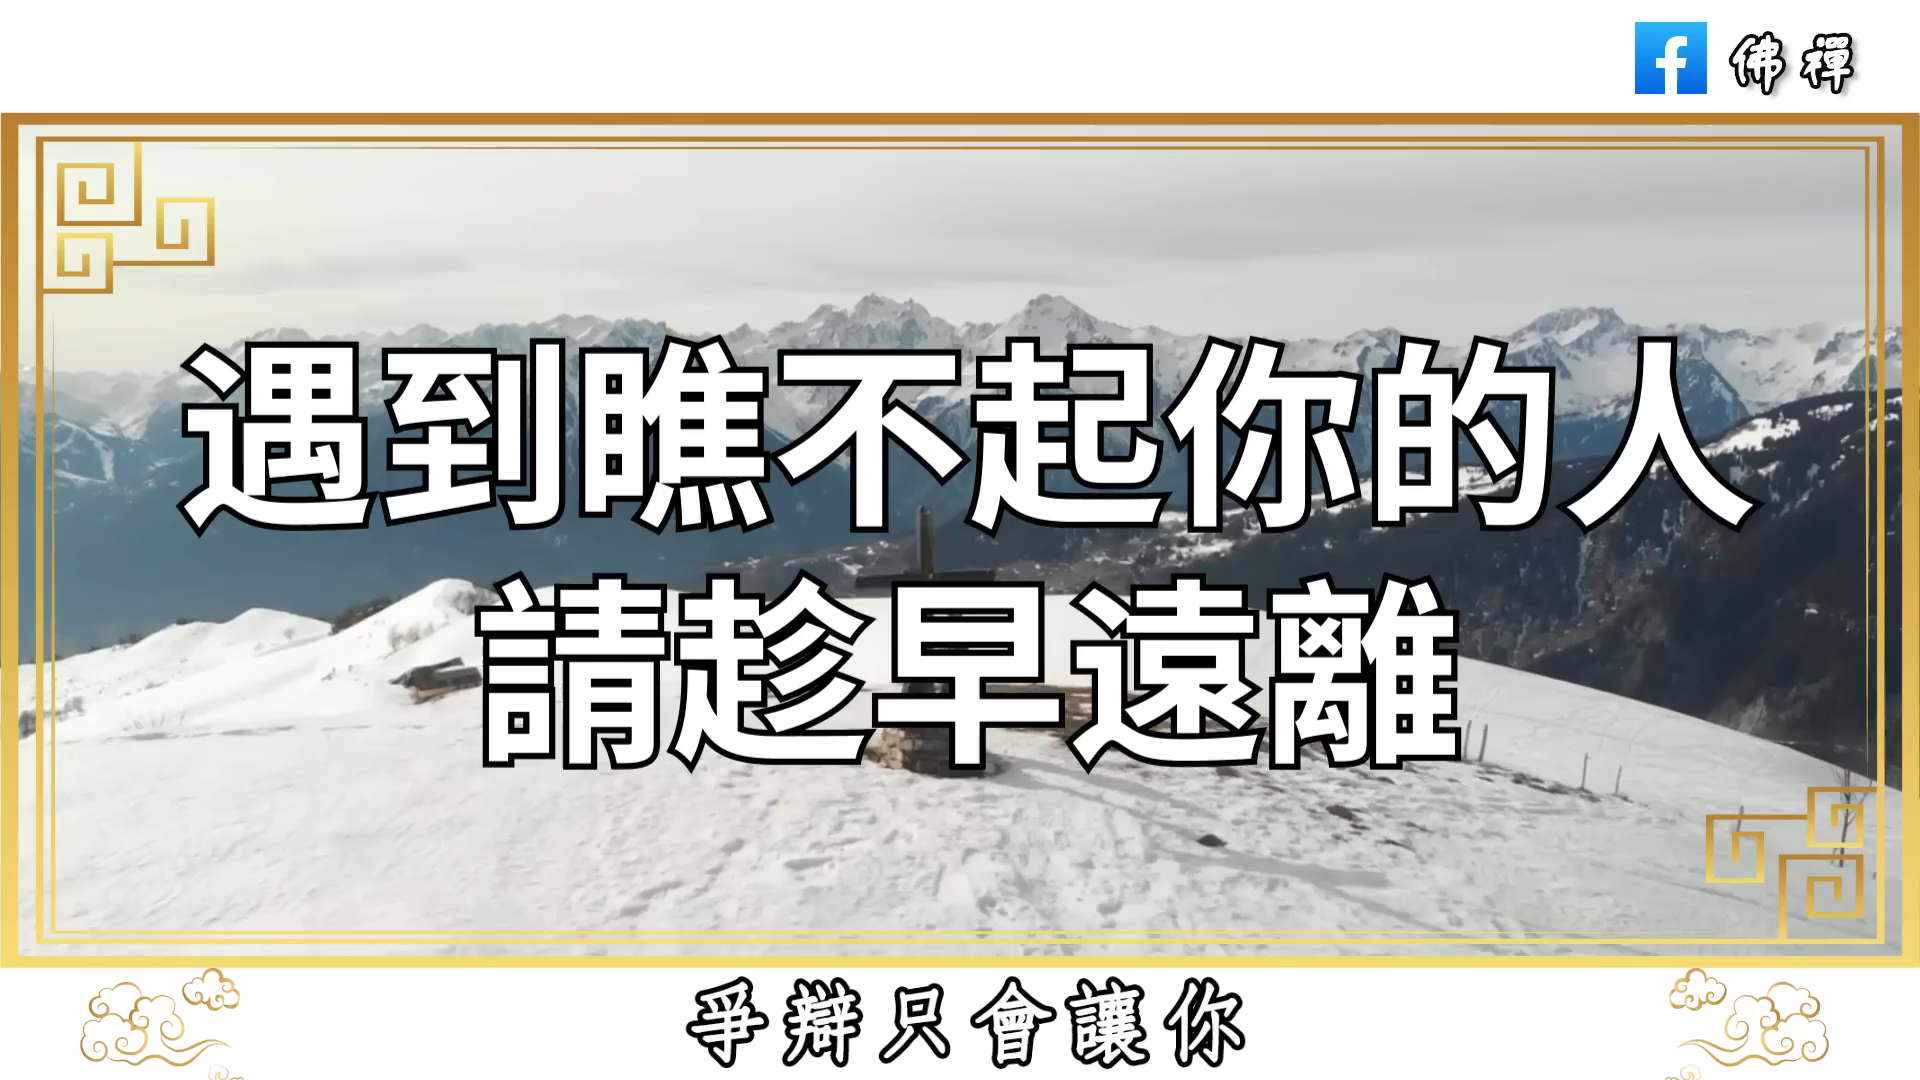 佛禪
遇到瞧不起你的人
請趁早遠離
爭辯只會讓你